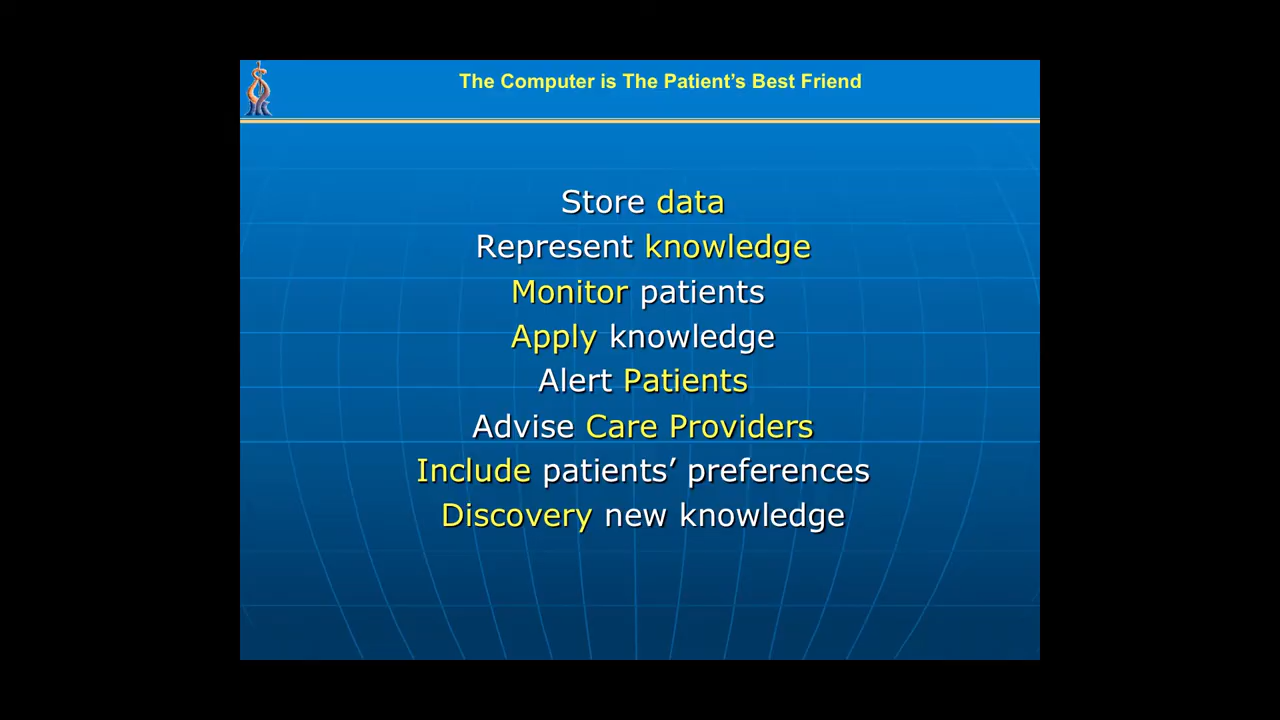 The Computer is The Patient’s Best Friend
Store data
Represent knowledge
Monitor patients
Apply knowledge
Alert Patients
Advise Care Providers
Include patients’ preferences
Discovery new knowledge